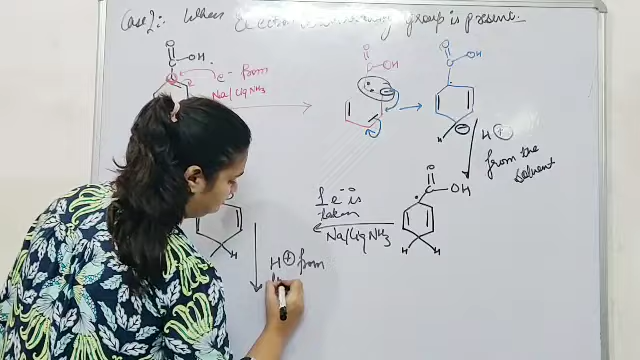 Case 2:- When Electron withdrawing group is present.
O
C OH
e- from
Na/Liq NH3
O
C OH
O
C OH
H
H+
from the
solvent
O
C OH
H H
1e- is
taken
Na/Liq NH3
H
H+ from